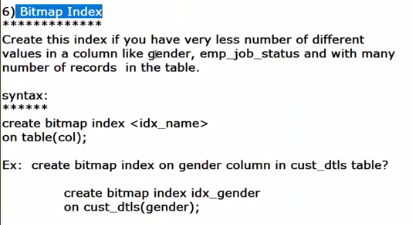 6) Bitmap Index
*************
Create this index if you have very less number of different
values in a column like gender, emp_job_status and with many
number of records in the table.
syntax:
******
create bitmap index <idx_name>
on table(col);
Ex: create bitmap index on gender column in cust_dtls table?
create bitmap index idx_gender
on cust_dtls(gender);